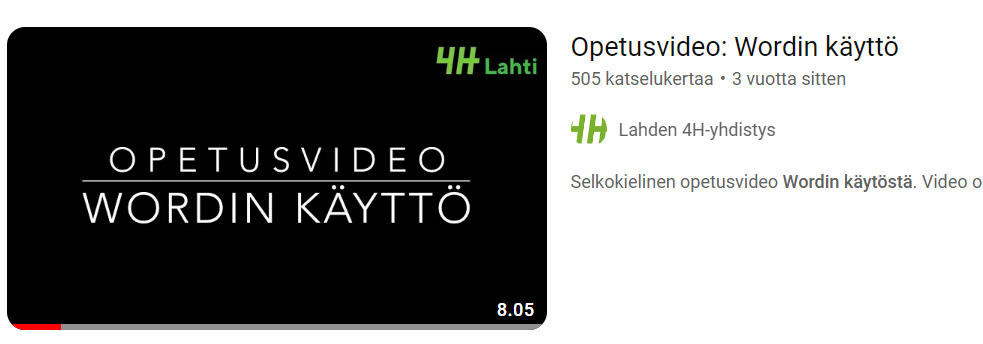 4H Lahti
OPETUSVIDEO
WORDIN KÄYTTÖ
8.05
Opetusvideo: Wordin käyttö
505 katselukertaa • 3 vuotta sitten
4H
Lahden 4H-yhdistys
Selkokielinen opetusvideo Wordin käytöstä. Video o